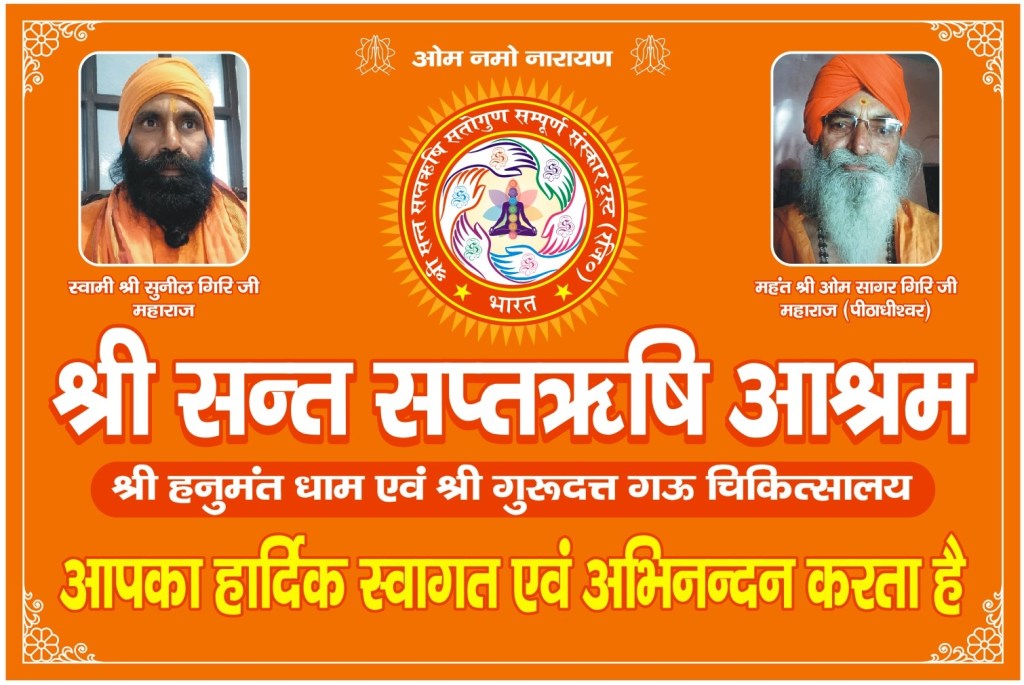 ओम नमो नारायण
श्री सन्त सप्तऋषि सतोगुण सम्पूर्ण संस्कार ट्रस्ट (रजि०)
भारत
स्वामी श्री सुनील गिरि जी
महाराज
महंत श्री ओम सागर गिरि जी
महाराज (पीठाधीश्वर)
श्री सन्त सप्तऋषि आश्रम
श्री हनुमंत धाम एवं श्री गुरूदत्त गऊ चिकित्सालय
आपका हार्दिक स्वागत एवं अभिनन्दन करता है